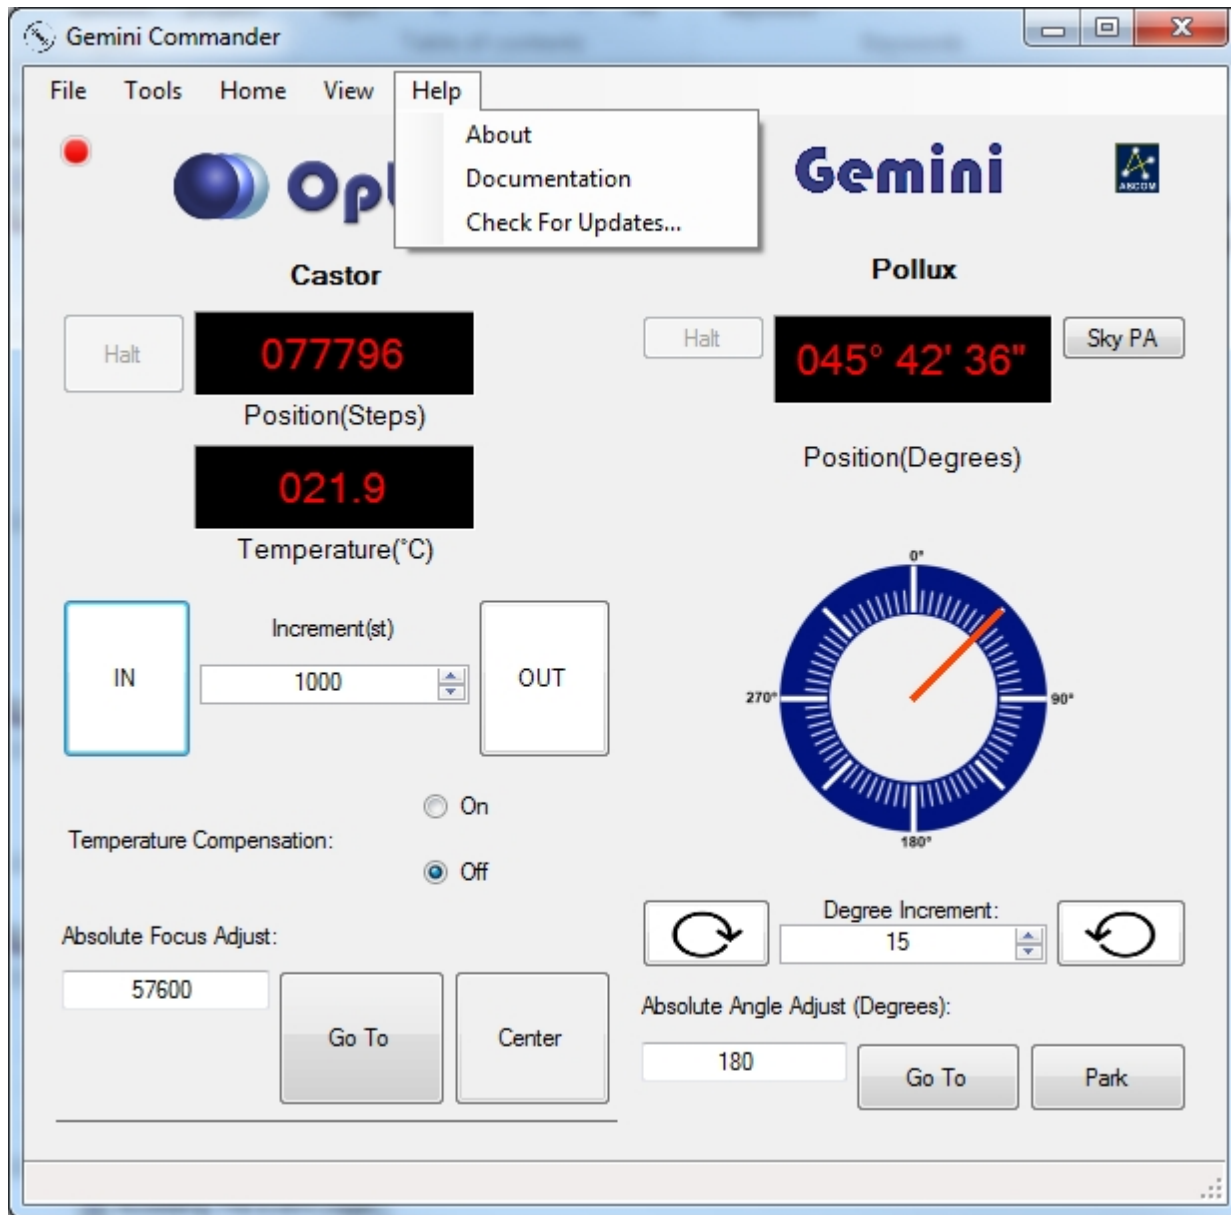 Gemini Commander
File Tools Home View Help
About
Documentation
Check For Updates...
Gemini
ASCOM
Castor
Pollux
Halt
077796
Position(Steps)
021.9
Temperature(°C)
Halt
045° 42' 36"
Sky PA
Position(Degrees)
IN
Increment(st)
1000
OUT
0°
270°
90°
180°
Temperature Compensation:
On
Off
Absolute Focus Adjust:
57600
Go To
Center
Degree Increment:
15
Absolute Angle Adjust (Degrees):
180
Go To
Park